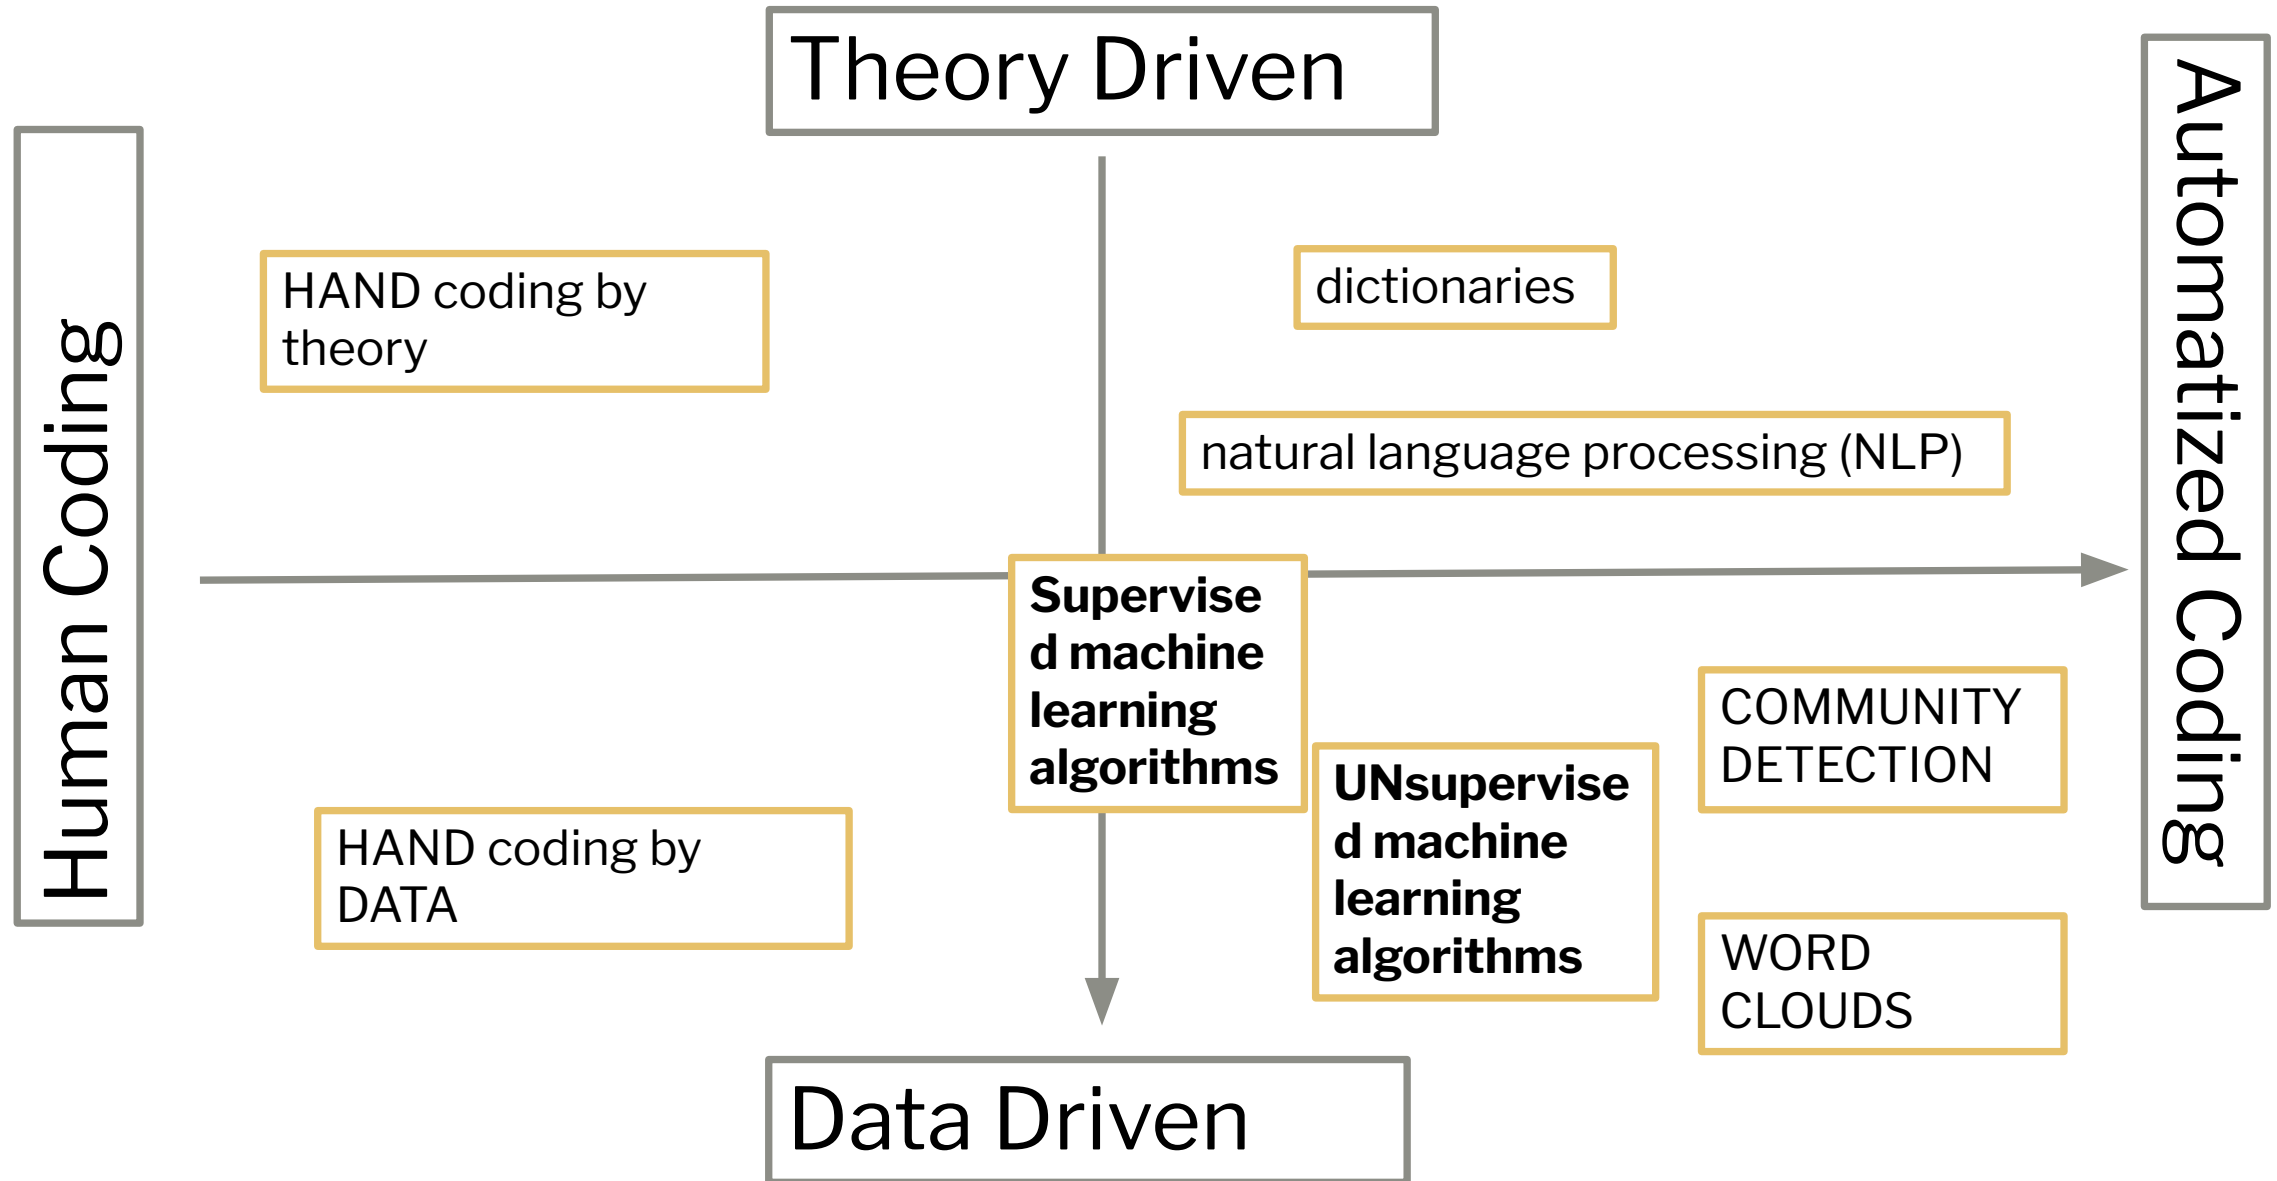 Theory Driven
Human Coding
Automatized Coding
HAND coding by
theory
dictionaries
natural language processing (NLP)
Supervise
d machine
learning
algorithms
UNsupervise
d machine
learning
algorithms
COMMUNITY
DETECTION
HAND coding by
DATA
WORD
CLOUDS
Data Driven